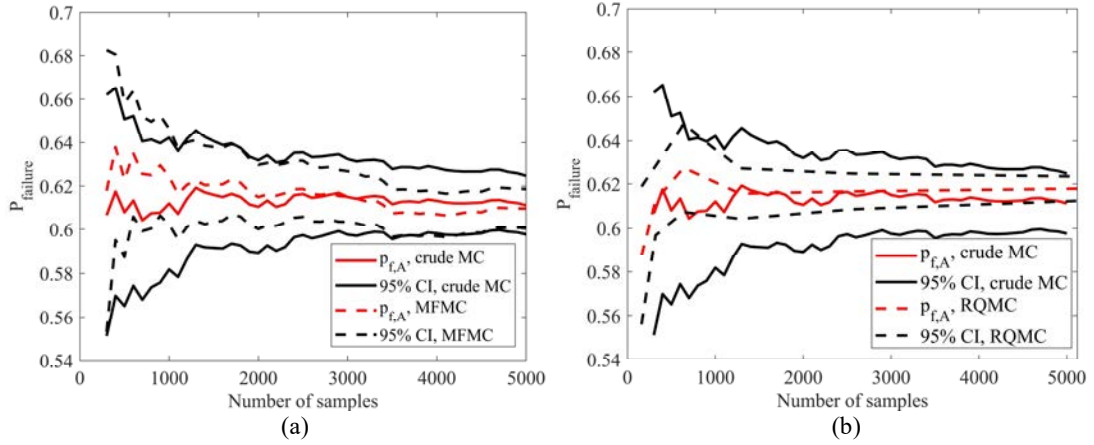 0.7
0.68
0.66
0.64
0.62
0.6
0.58
0.56
0.54
P_failure
0 1000 2000 3000 4000 5000
Number of samples
p_f,A, crude MC
95% CI, crude MC
p_f,A, MFMC
95% CI, MFMC
(a)
0.7
0.68
0.66
0.64
0.62
0.6
0.58
0.56
0.54
P_failure
0 1000 2000 3000 4000 5000
Number of samples
p_f,A, crude MC
95% CI, crude MC
p_f,A, RQMC
95% CI, RQMC
(b)